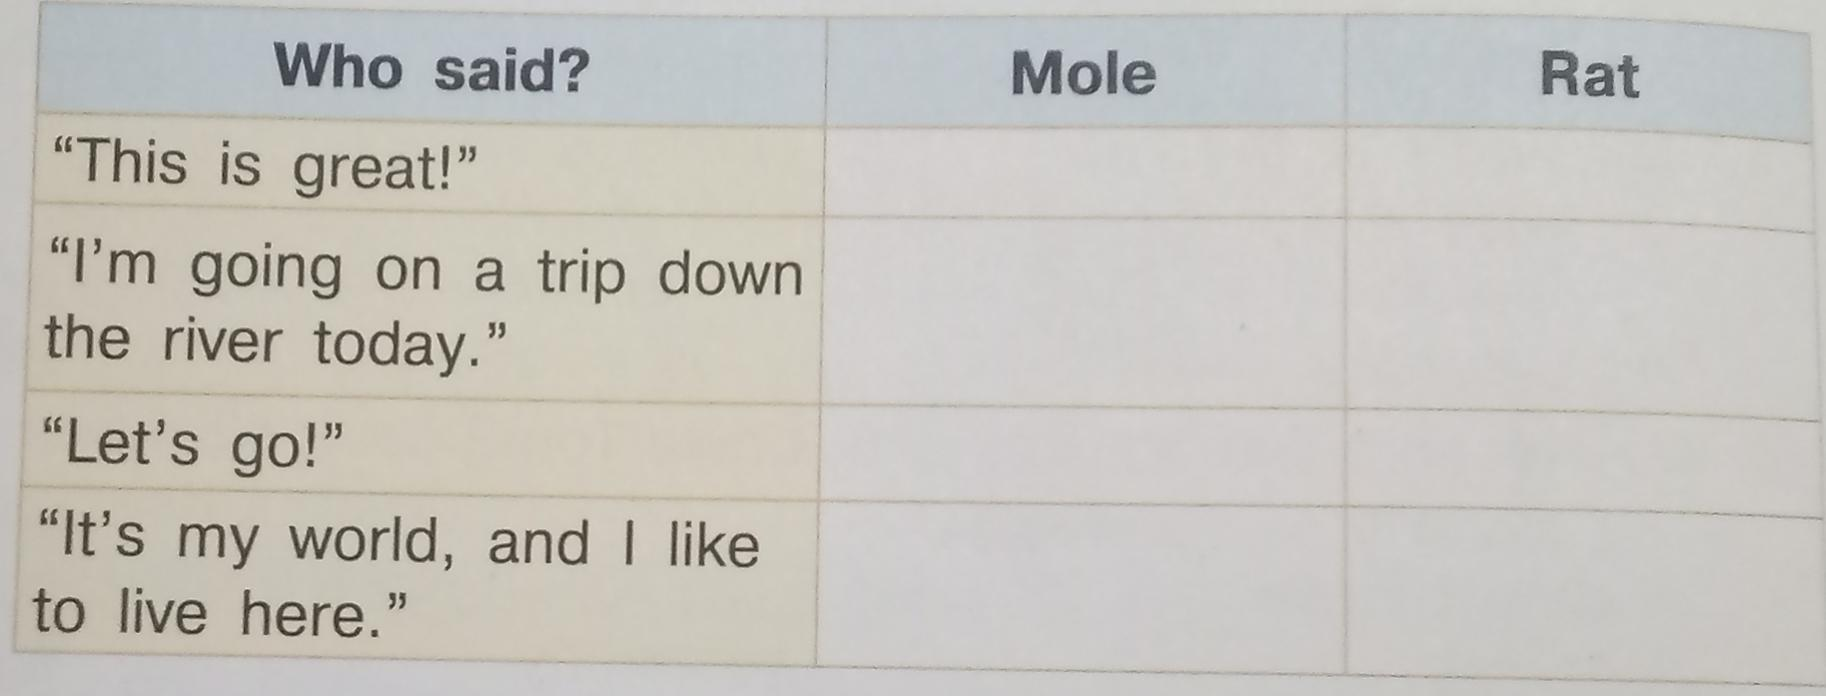 Who said? Mole Rat
“This is great!”
“I’m going on a trip down
the river today.”
“Let’s go!”
“It’s my world, and I like
to live here.”